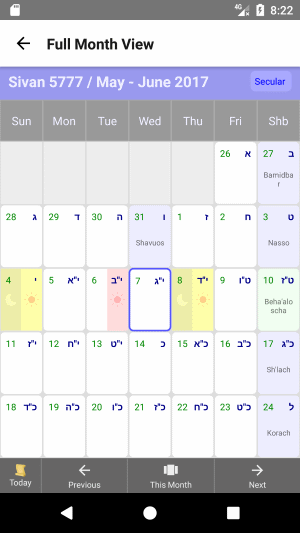 8:22
Full Month View
Sivan 5777 / May - June 2017
Secular
Sun Mon Tue Wed Thu Fri Shb
26 א 27 ב
Bamidba
r
28 ג 29 ד 30 ה 31 ו 1 ז 2 ח 3 ט
Shavuos Nasso
4 י 5 י"א 6 י"ב 7 י"ג 8 י"ד 9 ט"ו 10 ט"ז
Beha'alo
scha
11 י"ז 12 י"ח 13 י"ט 14 כ 15 כ"א 16 כ"ב 17 כ"ג
Sh'lach
18 כ"ד 19 כ"ה 20 כ"ו 21 כ"ז 22 כ"ח 23 כ"ט 24 ל
Korach
Today Previous This Month Next